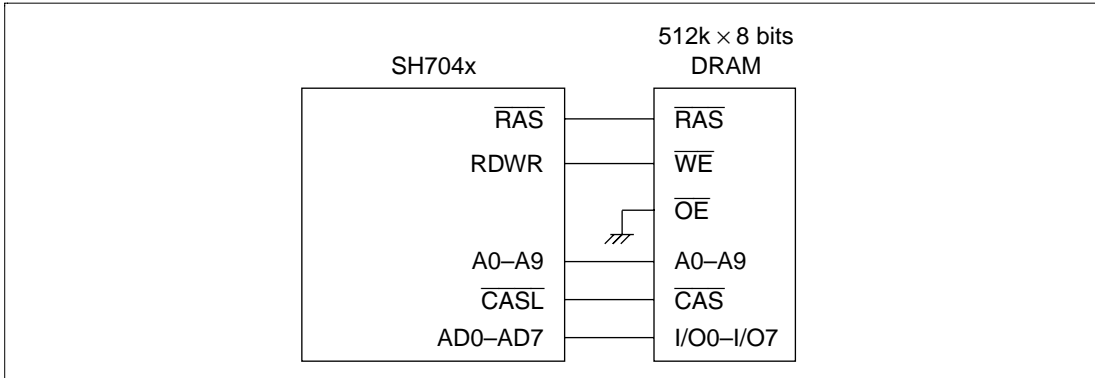 512k × 8 bits
SH704x DRAM
RAS RAS
RDWR WE
OE
A0–A9 A0–A9
CASL CAS
AD0–AD7 I/O0–I/O7